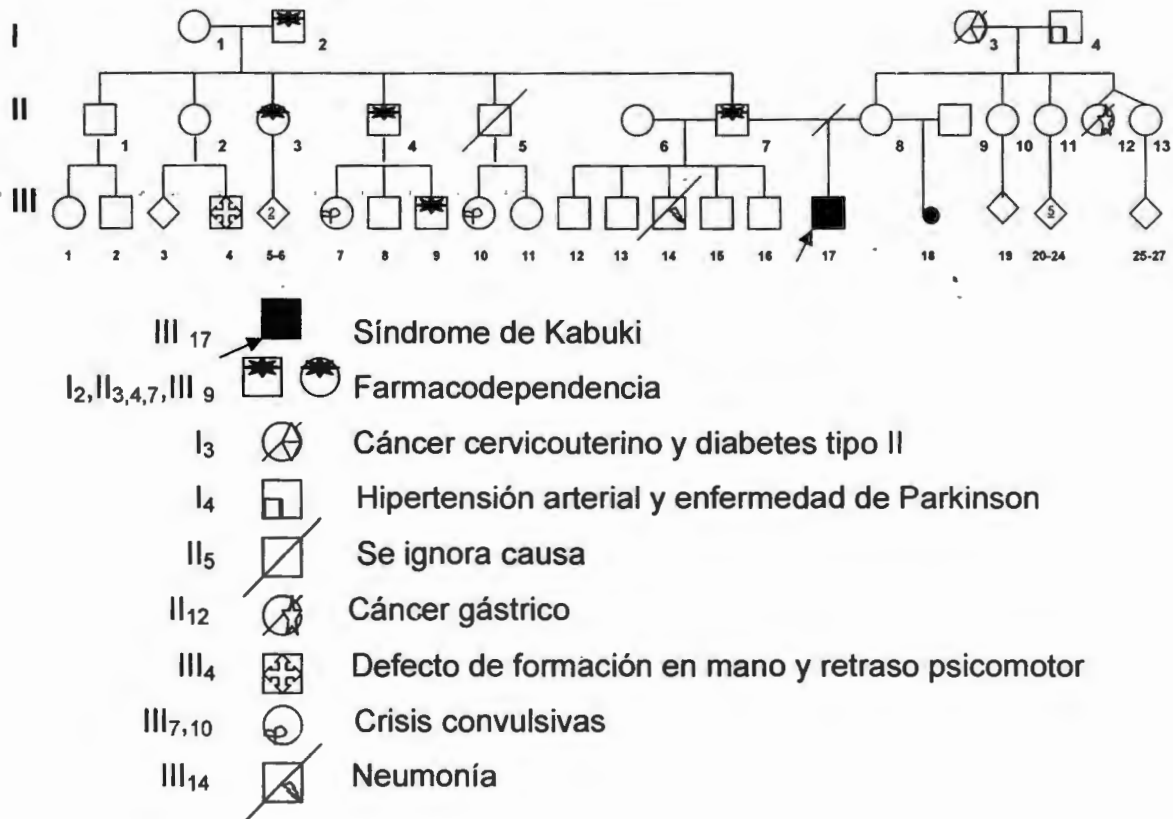 I
1 2 3 4
II
1 2 3 4 5 6 7 8 9 10 11 12 13
III
2 5
1 2 3 4 5-6 7 8 9 10 11 12 13 14 15 16 17 18 19 20-24 25-27
III 17 Síndrome de Kabuki
I2,II3,4,7,III 9 Farmacodependencia
I3 Cáncer cervicouterino y diabetes tipo II
I4 Hipertensión arterial y enfermedad de Parkinson
II5 Se ignora causa
II12 Cáncer gástrico
III4 Defecto de formación en mano y retraso psicomotor
III7,10 Crisis convulsivas
III14 Neumonía